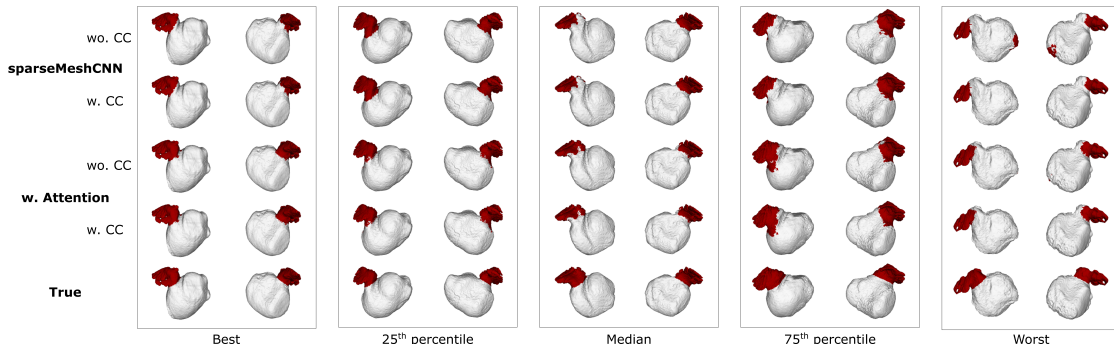 wo. CC
sparseMeshCNN
w. CC
wo. CC
w. Attention
w. CC
True
Best
25th percentile
Median
75th percentile
Worst